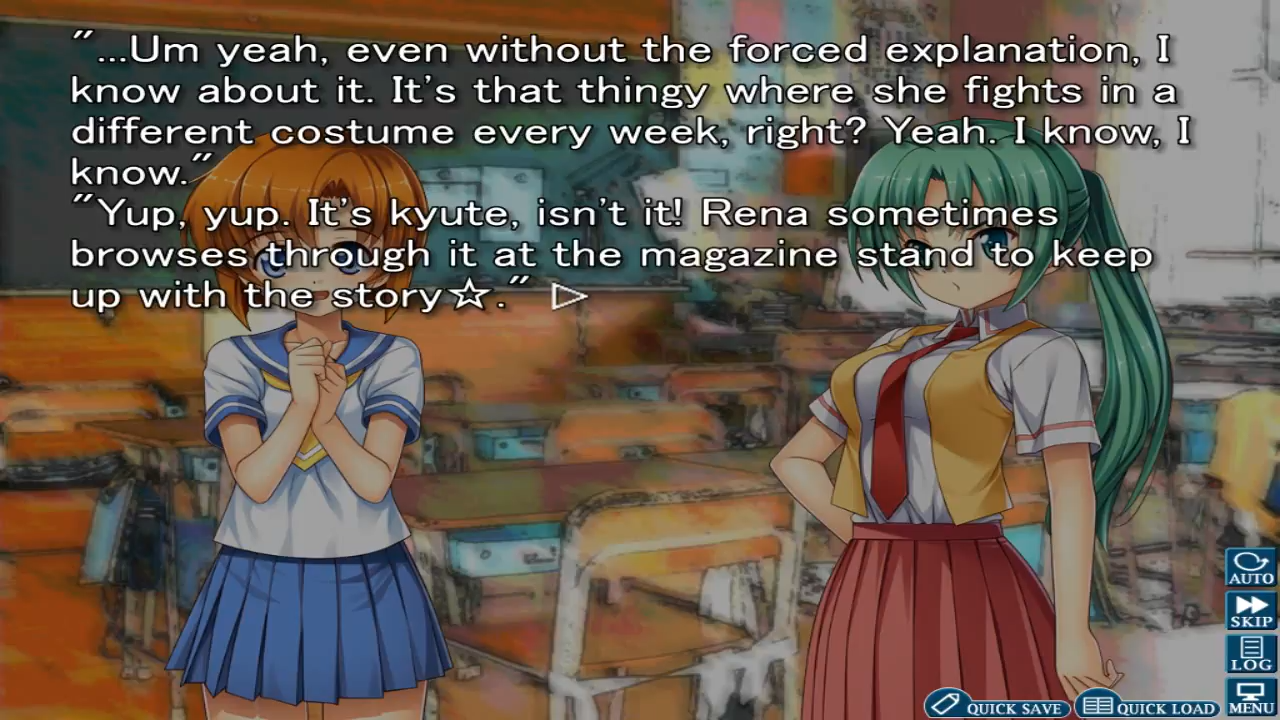 "...Um yeah, even without the forced explanation, I
know about it. It's that thingy where she fights in a
different costume every week, right? Yeah. I know, I
know."
"Yup, yup. It's kyute, isn't it! Rena sometimes
browses through it at the magazine stand to keep
up with the story☆."
AUTO
SKIP
LOG
MENU
QUICK SAVE
QUICK LOAD